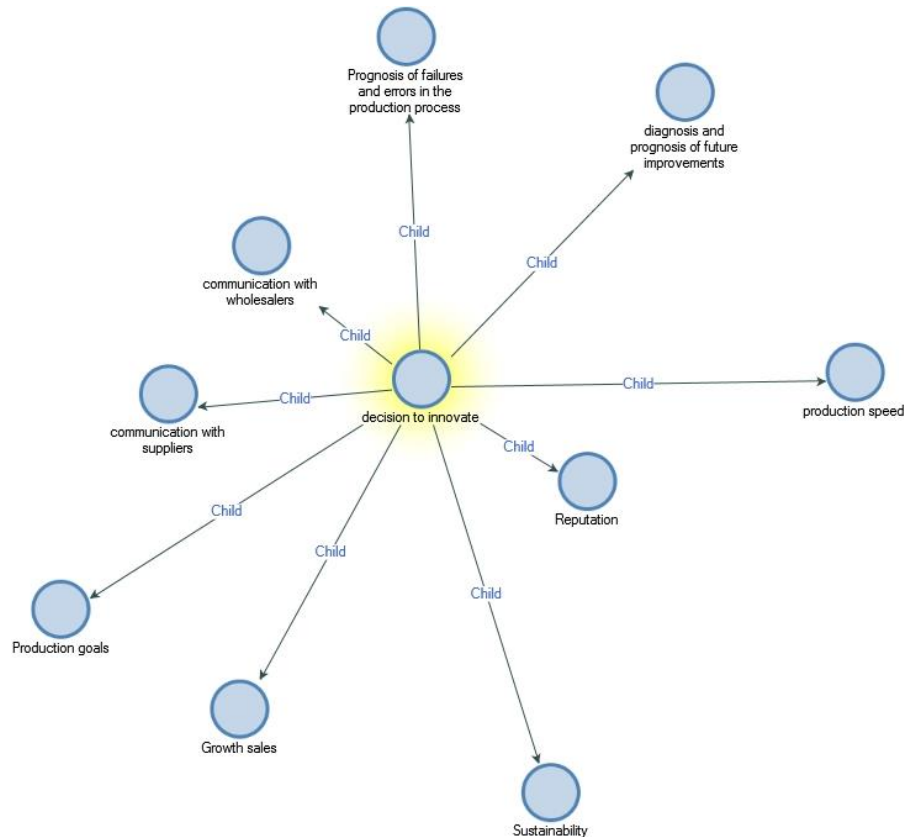 Prognosis of failures
and errors in the
production process
diagnosis and
prognosis of future
improvements
Child
communication with
wholesalers
Child
Child
Child
Child
decision to innovate
Child
production speed
communication with
suppliers
Child
Reputation
Child
Child
Child
Production goals
Growth sales
Sustainability